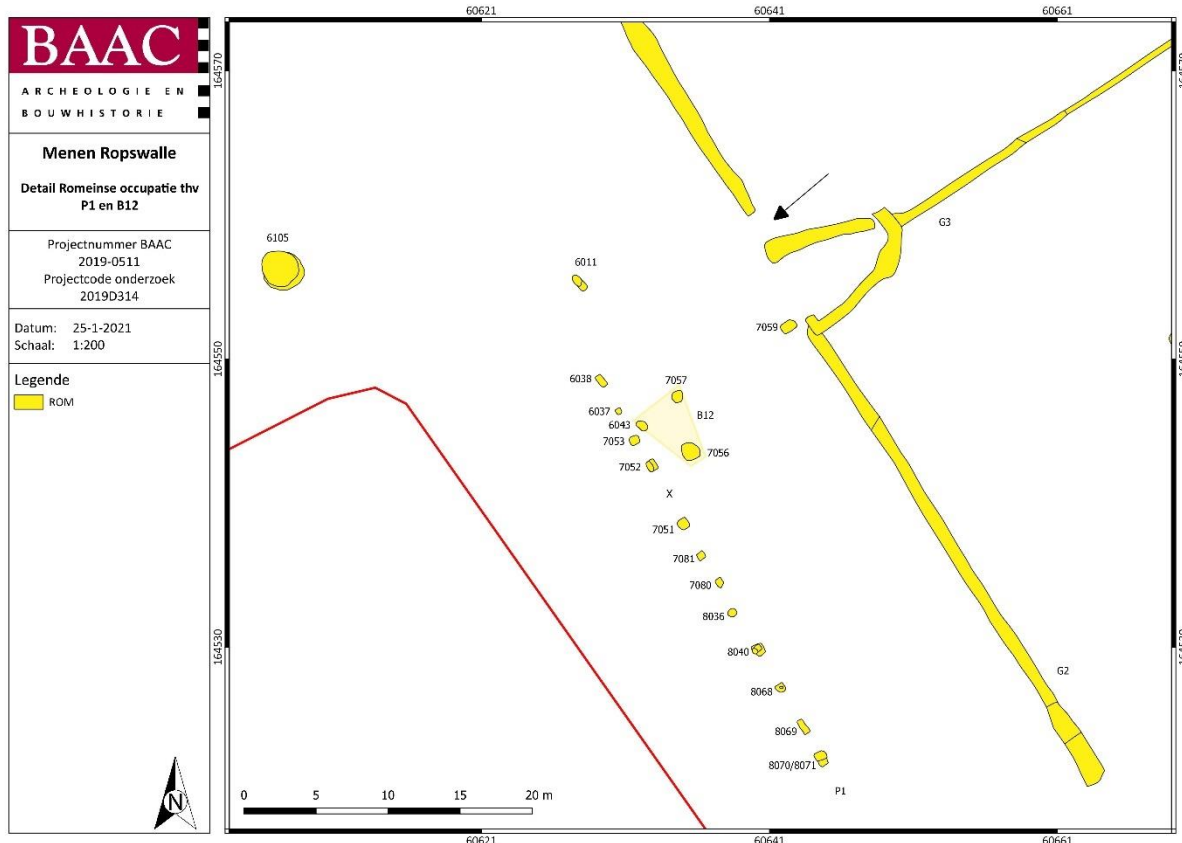 BAAC
ARCHEOLOGIE EN
BOUWHISTORIE
Menen Ropswalle
Detail Romeinse occupatie thv
P1 en B12
Projectnummer BAAC
2019-0511
Projectcode onderzoek
2019D314
Datum: 25-1-2021
Schaal: 1:200
Legende
ROM
N
60621
60641
60661
164570
164570
G3
6105
6011
7059
164550
164550
6038
7057
6037
B12
6043
7053
7056
7052
X
7051
7081
7080
8036
164530
164530
8040
G2
8068
8069
8070/8071
P1
0 5 10 15 20 m
60621
60641
60661